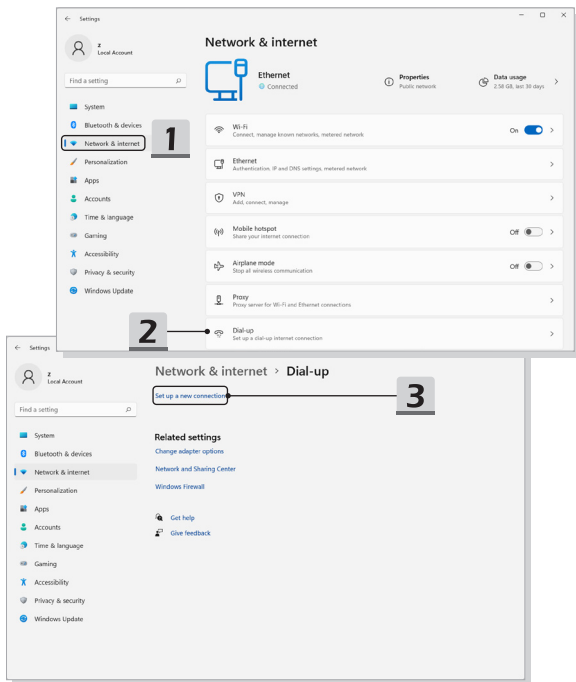 Settings
z
Local Account
Find a setting
System
Bluetooth & devices
Network & internet
Personalization
Apps
Accounts
Time & language
Gaming
Accessibility
Privacy & security
Windows Update
1
Network & internet
Ethernet
Connected
Properties
Public network
Data usage
2.58 GB, last 30 days
Wi-Fi
Connect, manage known networks, metered network
On
Ethernet
Authentication, IP and DNS settings, metered network
VPN
Add, connect, manage
Mobile hotspot
Share your internet connection
Off
Airplane mode
Stop all wireless communication
Off
Proxy
Proxy server for Wi-Fi and Ethernet connections
2
Dial-up
Set up a dial-up internet connection
Settings
z
Local Account
Find a setting
System
Bluetooth & devices
Network & internet
Personalization
Apps
Accounts
Time & language
Gaming
Accessibility
Privacy & security
Windows Update
Network & internet > Dial-up
Set up a new connection
3
Related settings
Change adapter options
Network and Sharing Center
Windows Firewall
Get help
Give feedback